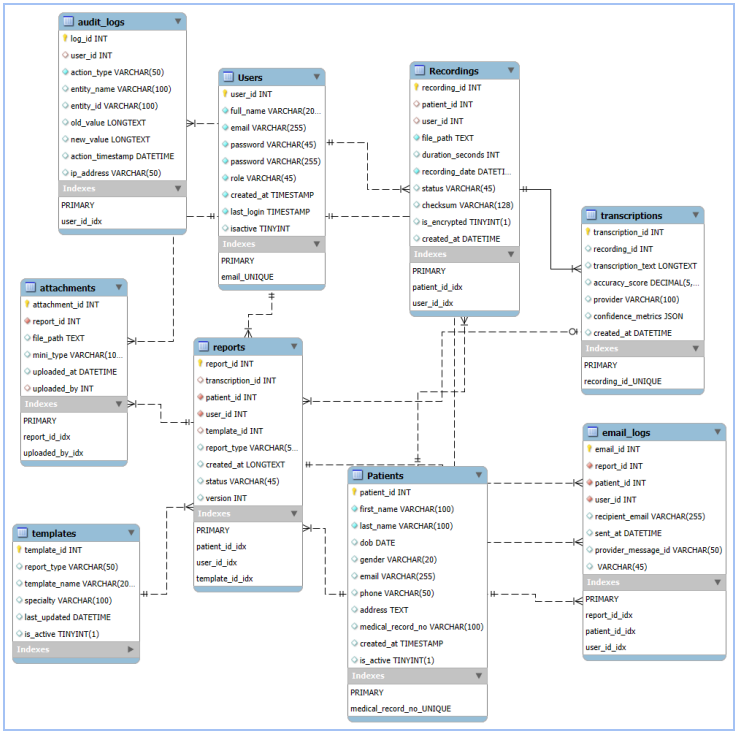 audit_logs
log_id INT
user_id INT
action_type VARCHAR(50)
entity_name VARCHAR(100)
entity_id VARCHAR(100)
old_value LONGTEXT
new_value LONGTEXT
action_timestamp DATETIME
ip_address VARCHAR(50)
Indexes
PRIMARY
user_id_idx
Users
user_id INT
full_name VARCHAR(20...
email VARCHAR(255)
password VARCHAR(45)
password VARCHAR(255)
role VARCHAR(45)
created_at TIMESTAMP
last_login TIMESTAMP
isactive TINYINT
Indexes
PRIMARY
email_UNIQUE
Recordings
recording_id INT
patient_id INT
user_id INT
file_path TEXT
duration_seconds INT
recording_date DATETI...
status VARCHAR(45)
checksum VARCHAR(128)
is_encrypted TINYINT(1)
created_at DATETIME
Indexes
PRIMARY
patient_id_idx
user_id_idx
transcriptions
transcription_id INT
recording_id INT
transcription_text LONGTEXT
accuracy_score DECIMAL(5,...
provider VARCHAR(100)
confidence_metrics JSON
created_at DATETIME
Indexes
PRIMARY
recording_id_UNIQUE
attachments
attachment_id INT
report_id INT
file_path TEXT
mini_type VARCHAR(10...
uploaded_at DATETIME
uploaded_by INT
Indexes
PRIMARY
report_id_idx
uploaded_by_idx
reports
report_id INT
transcription_id INT
patient_id INT
user_id INT
template_id INT
report_type VARCHAR(5...
created_at LONGTEXT
status VARCHAR(45)
version INT
Indexes
PRIMARY
patient_id_idx
user_id_idx
template_id_idx
email_logs
email_id INT
report_id INT
patient_id INT
user_id INT
recipient_email VARCHAR(255)
sent_at DATETIME
provider_message_id VARCHAR(50)
VARCHAR(45)
Indexes
PRIMARY
report_id_idx
patient_id_idx
user_id_idx
Patients
patient_id INT
first_name VARCHAR(100)
last_name VARCHAR(100)
dob DATE
gender VARCHAR(20)
email VARCHAR(255)
phone VARCHAR(50)
address TEXT
medical_record_no VARCHAR(100)
created_at TIMESTAMP
is_active TINYINT(1)
Indexes
PRIMARY
medical_record_no_UNIQUE
templates
template_id INT
report_type VARCHAR(50)
template_name VARCHAR(20...
specialty VARCHAR(100)
last_updated DATETIME
is_active TINYINT(1)
Indexes